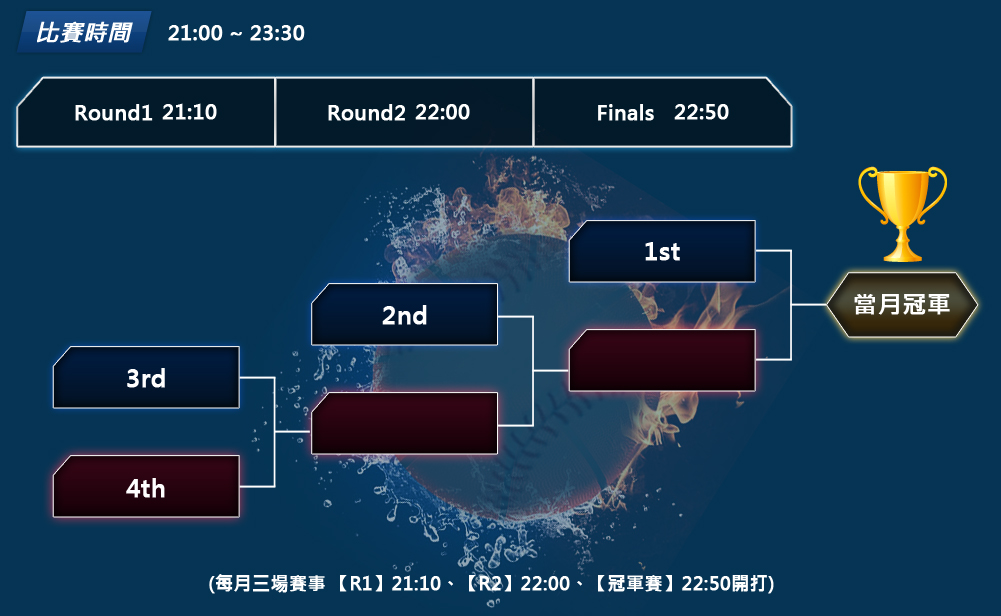 比賽時間 21:00 ~ 23:30
Round1 21:10 Round2 22:00 Finals 22:50
1st
當月冠軍
2nd
3rd
4th
(每月三場賽事【R1】21:10、【R2】22:00、【冠軍賽】22:50開打)